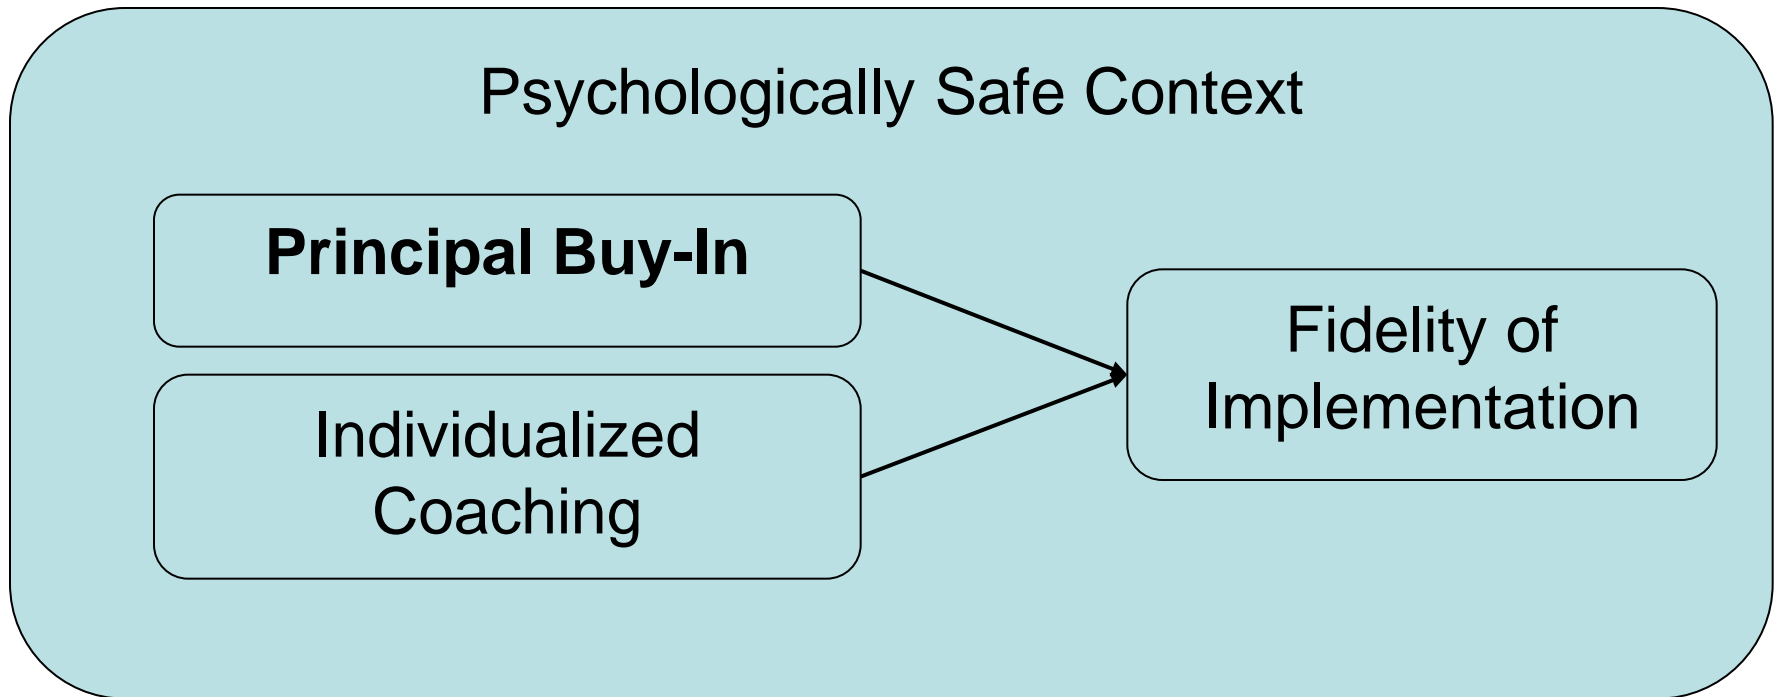 Psychologically Safe Context
Principal Buy-In
Individualized
Coaching
Fidelity of
Implementation